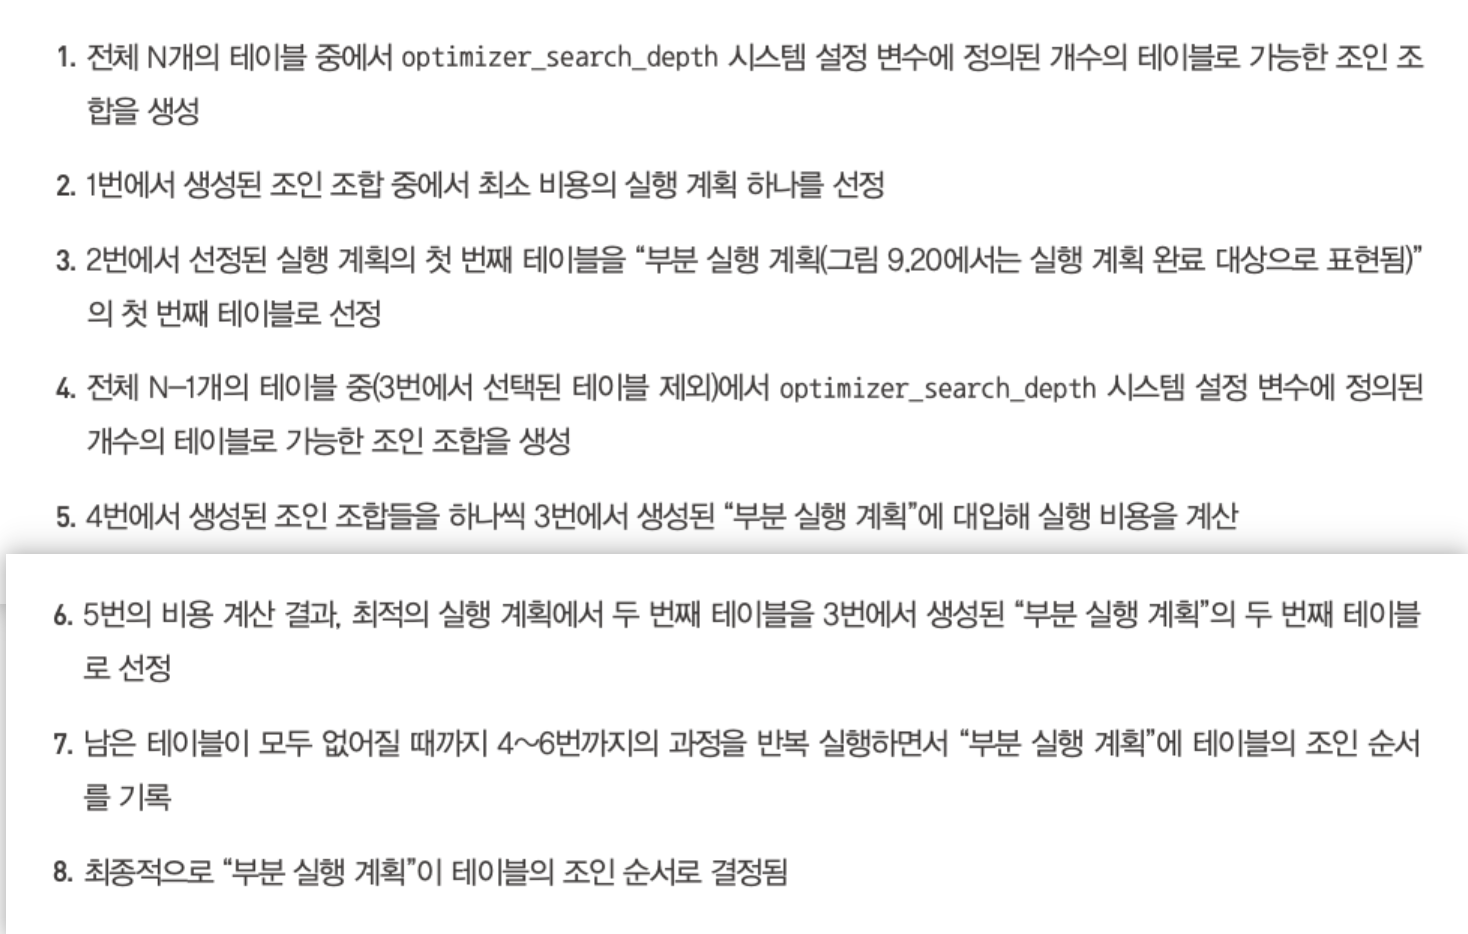 1. 전체 N개의 테이블 중에서 optimizer_search_depth 시스템 설정 변수에 정의된 개수의 테이블로 가능한 조인 조
합을 생성
2. 1번에서 생성된 조인 조합 중에서 최소 비용의 실행 계획 하나를 선정
3. 2번에서 선정된 실행 계획의 첫 번째 테이블을 “부분 실행 계획(그림 9.20에서는 실행 계획 완료 대상으로 표현됨)”
의 첫 번째 테이블로 선정
4. 전체 N−1개의 테이블 중(3번에서 선택된 테이블 제외)에서 optimizer_search_depth 시스템 설정 변수에 정의된
개수의 테이블로 가능한 조인 조합을 생성
5. 4번에서 생성된 조인 조합들을 하나씩 3번에서 생성된 “부분 실행 계획”에 대입해 실행 비용을 계산
6. 5번의 비용 계산 결과, 최적의 실행 계획에서 두 번째 테이블을 3번에서 생성된 “부분 실행 계획”의 두 번째 테이블
로 선정
7. 남은 테이블이 모두 없어질 때까지 4~6번까지의 과정을 반복 실행하면서 “부분 실행 계획”에 테이블의 조인 순서
를 기록
8. 최종적으로 “부분 실행 계획”이 테이블의 조인 순서로 결정됨